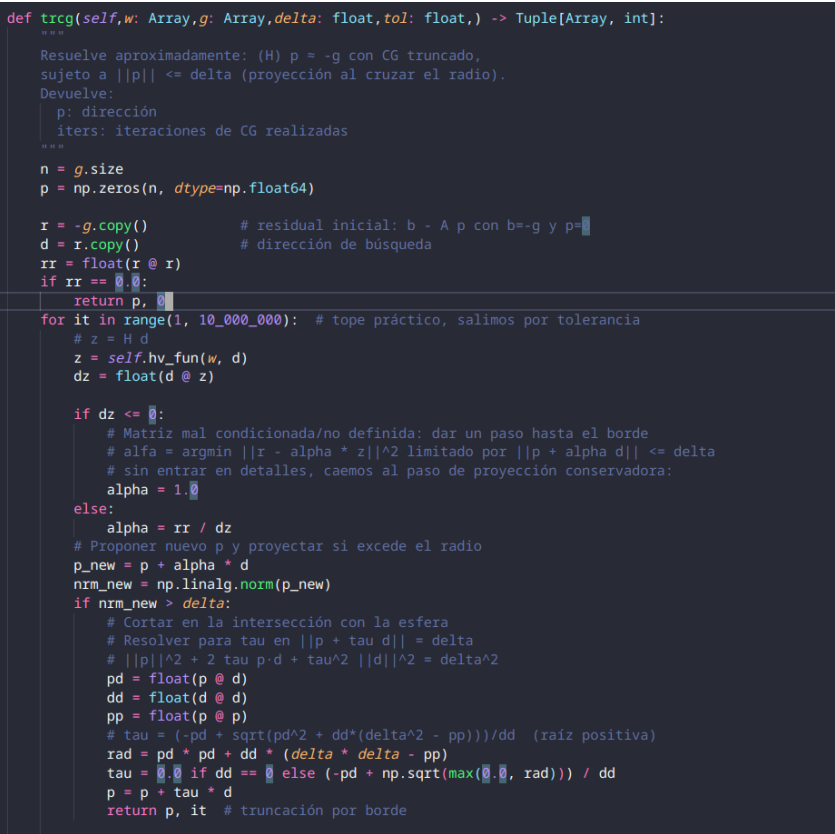 def trcg(self,w: Array,g: Array,delta: float,tol: float,) -> Tuple[Array, int]:
    """
    Resuelve aproximadamente: (H) p ≈ -g con CG truncado,
    sujeto a ||p|| <= delta (proyección al cruzar el radio).
    Devuelve:
      p: dirección
      iters: iteraciones de CG realizadas
    """
    n = g.size
    p = np.zeros(n, dtype=np.float64)

    r = -g.copy()            # residual inicial: b - A p con b=-g y p=0
    d = r.copy()             # dirección de búsqueda
    rr = float(r @ r)
    if rr == 0.0:
        return p, 0
    for it in range(1, 10_000_000):  # tope práctico, salimos por tolerancia
        # z = H d
        z = self.hv_fun(w, d)
        dz = float(d @ z)

        if dz <= 0:
            # Matriz mal condicionada/no definida: dar un paso hasta el borde
            # alfa = argmin ||r - alpha * z||^2 limitado por ||p + alpha d|| <= delta
            # sin entrar en detalles, caemos al paso de proyección conservadora:
            alpha = 1.0
        else:
            alpha = rr / dz
        # Proponer nuevo p y proyectar si excede el radio
        p_new = p + alpha * d
        nrm_new = np.linalg.norm(p_new)
        if nrm_new > delta:
            # Cortar en la intersección con la esfera
            # Resolver para tau en ||p + tau d|| = delta
            # ||p||^2 + 2 tau p·d + tau^2 ||d||^2 = delta^2
            pd = float(p @ d)
            dd = float(d @ d)
            pp = float(p @ p)
            # tau = (-pd + sqrt(pd^2 + dd*(delta^2 - pp)))/dd  (raíz positiva)
            rad = pd * pd + dd * (delta * delta - pp)
            tau = 0.0 if dd == 0 else (-pd + np.sqrt(max(0.0, rad))) / dd
            p = p + tau * d
            return p, it  # truncación por borde